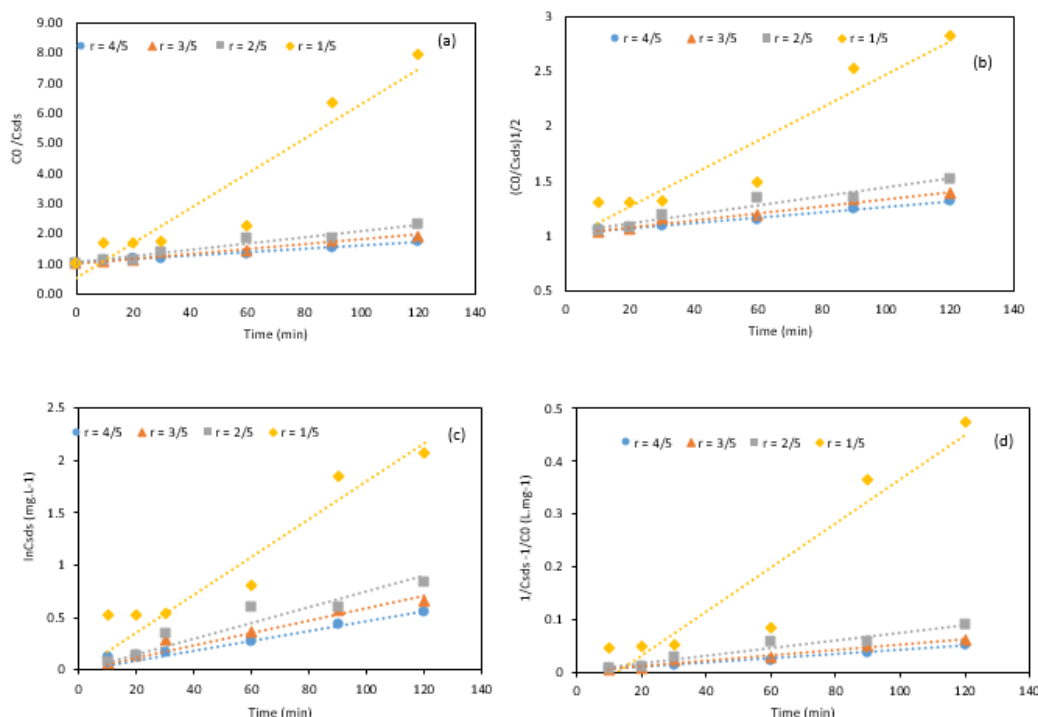 (a)
r = 4/5 r = 3/5 r = 2/5 r = 1/5
C0 /Csds
9.00
8.00
7.00
6.00
5.00
4.00
3.00
2.00
1.00
0.00
0 20 40 60 80 100 120 140
Time (min)
(b)
r = 4/5 r = 3/5 r = 2/5 r = 1/5
(C0/Csds)1/2
3
2.5
2
1.5
1
0.5
0 20 40 60 80 100 120 140
Time (min)
(c)
r = 4/5 r = 3/5 r = 2/5 r = 1/5
lnCsds (mg.L-1)
2.5
2
1.5
1
0.5
0
0 20 40 60 80 100 120 140
Time (min)
(d)
r = 4/5 r = 3/5 r = 2/5 r = 1/5
1/Csds -1/C0 (L.mg-1)
0.5
0.4
0.3
0.2
0.1
0
0 20 40 60 80 100 120 140
Time (min)